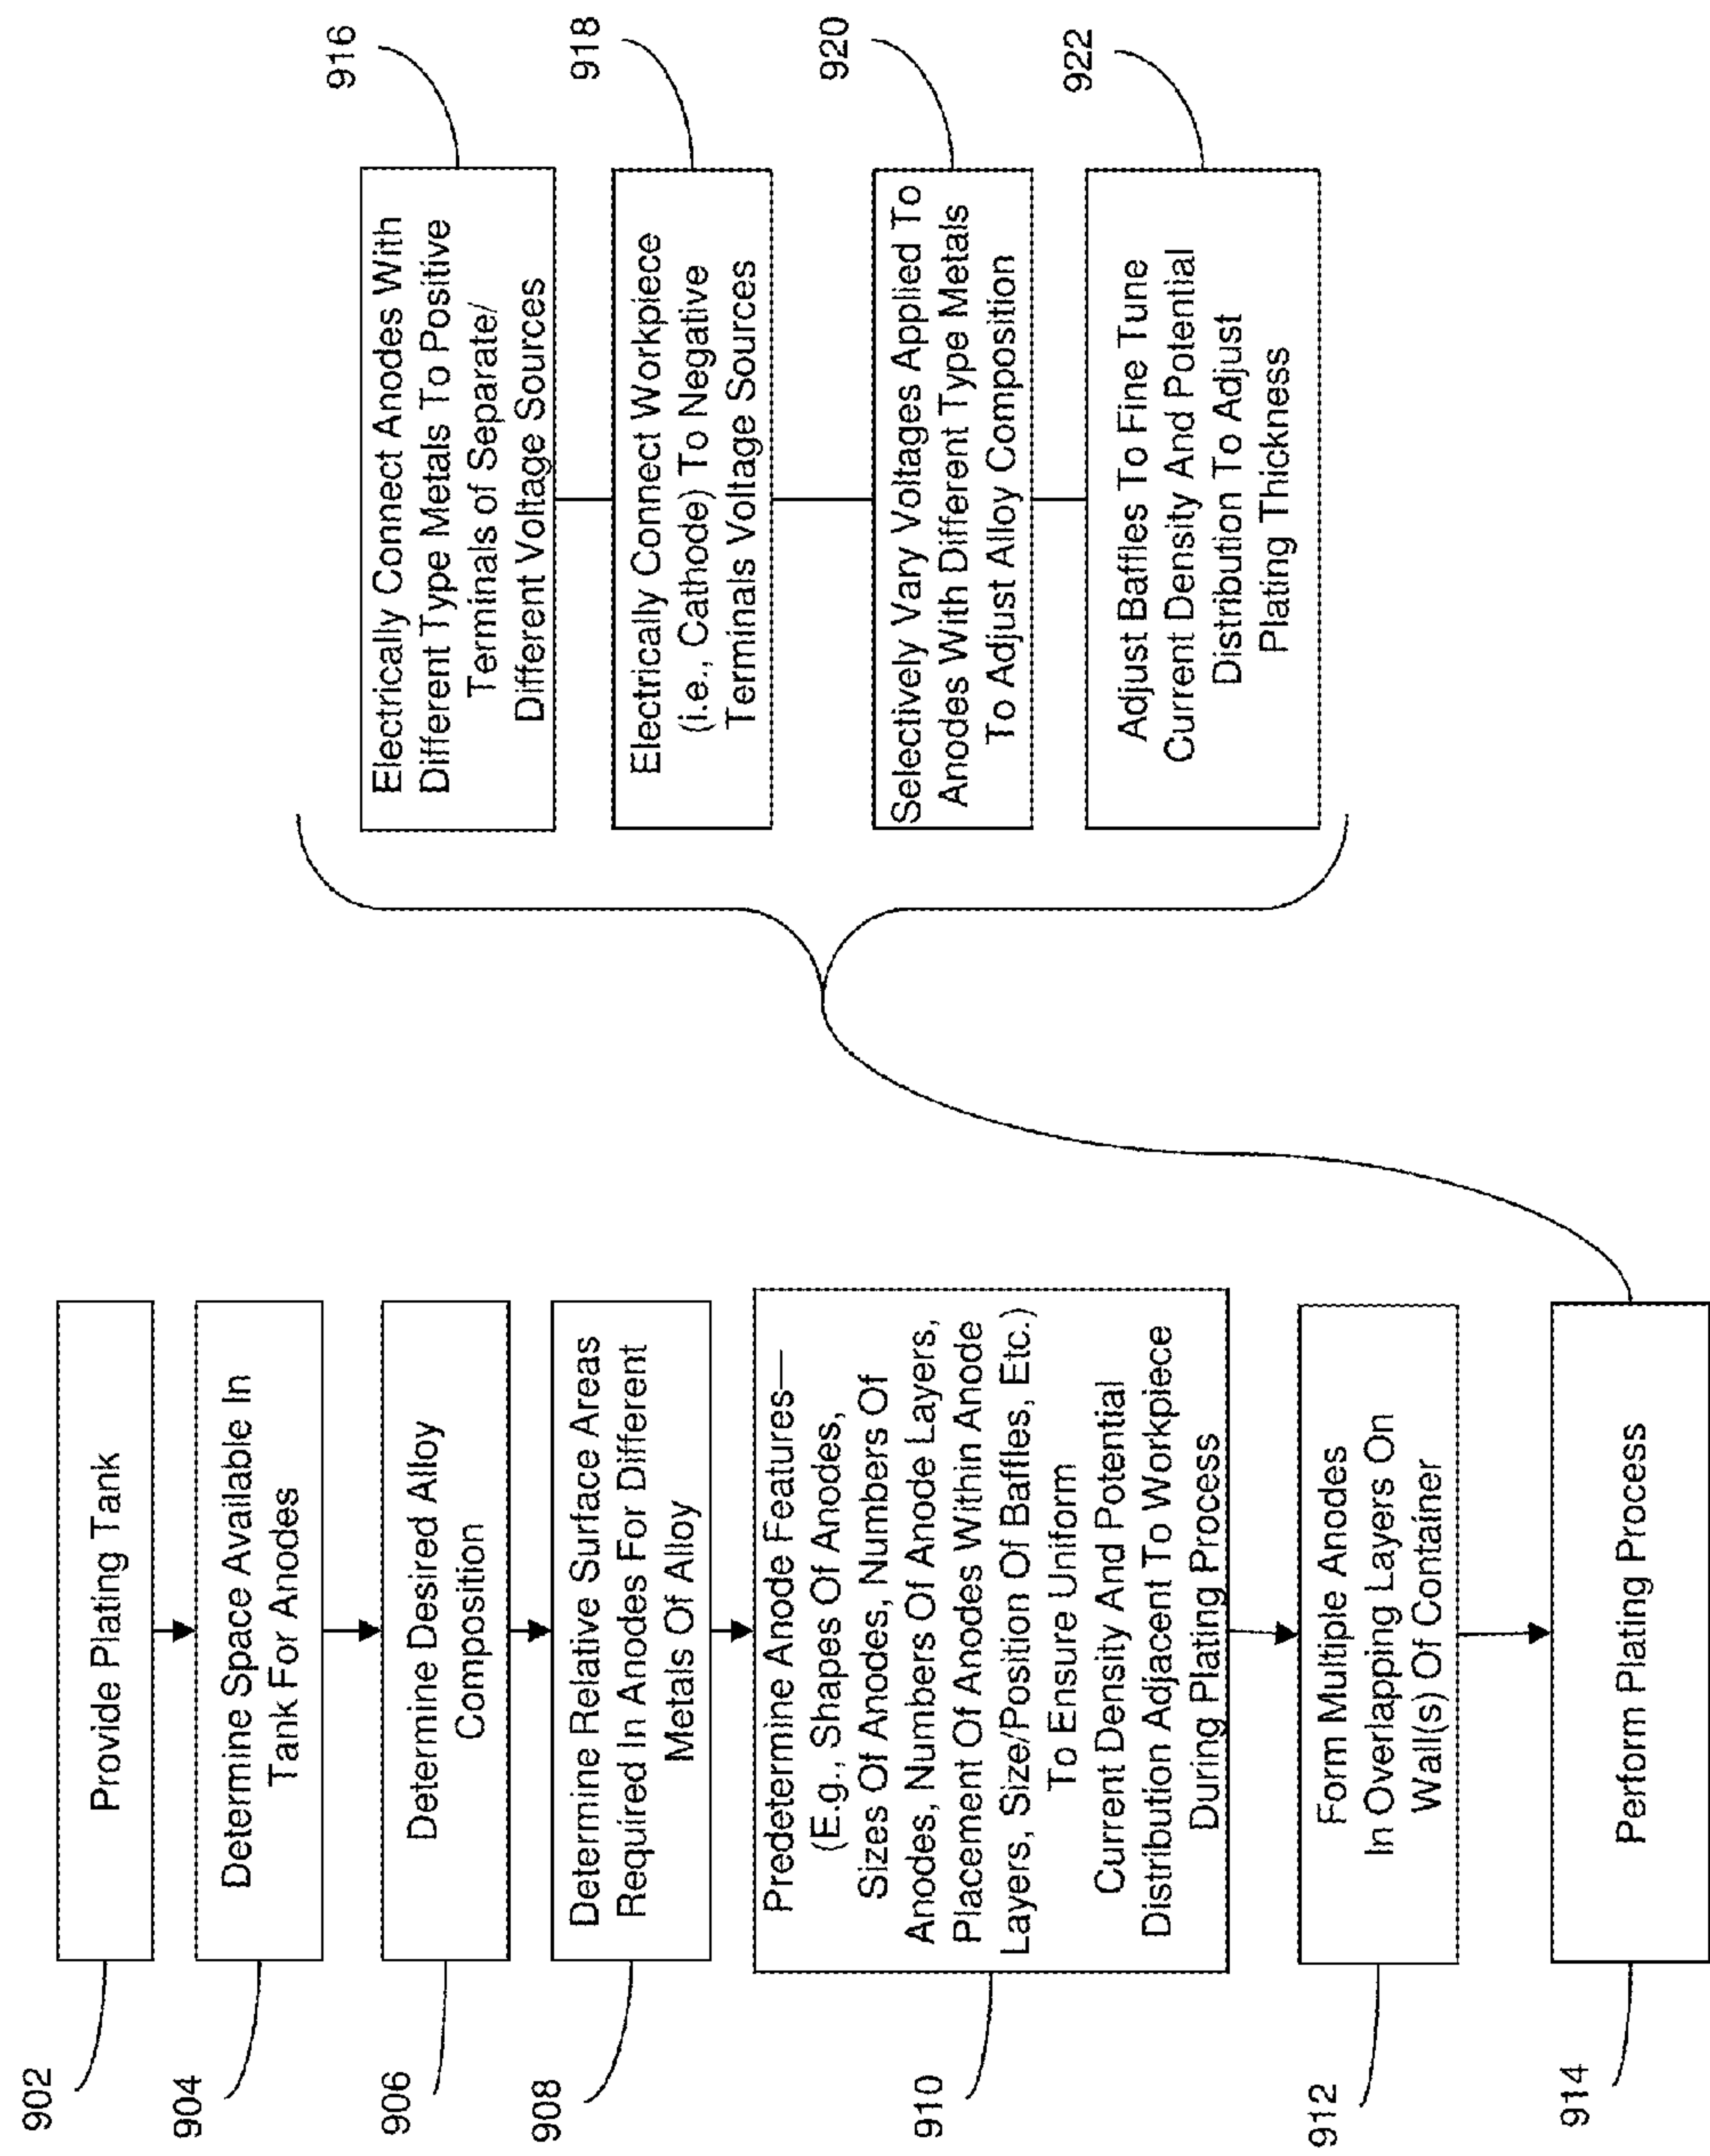 902
Provide Plating Tank
904
Determine Space Available In
Tank For Anodes
906
Determine Desired Alloy
Composition
908
Determine Relative Surface Areas
Required In Anodes For Different
Metals Of Alloy
910
Predetermine Anode Features—
(E.g., Shapes Of Anodes,
Sizes Of Anodes, Numbers Of
Anodes, Numbers Of Anode Layers,
Placement Of Anodes Within Anode
Layers, Size/Position Of Baffles, Etc.)
To Ensure Uniform
Current Density And Potential
Distribution Adjacent To Workpiece
During Plating Process
912
Form Multiple Anodes
In Overlapping Layers On
Wall(s) Of Container
914
Perform Plating Process
916
Electrically Connect Anodes With
Different Type Metals To Positive
Terminals of Separate/
Different Voltage Sources
918
Electrically Connect Workpiece
(i.e., Cathode) To Negative
Terminals Voltage Sources
920
Selectively Vary Voltages Applied To
Anodes With Different Type Metals
To Adjust Alloy Composition
922
Adjust Baffles To Fine Tune
Current Density And Potential
Distribution To Adjust
Plating Thickness